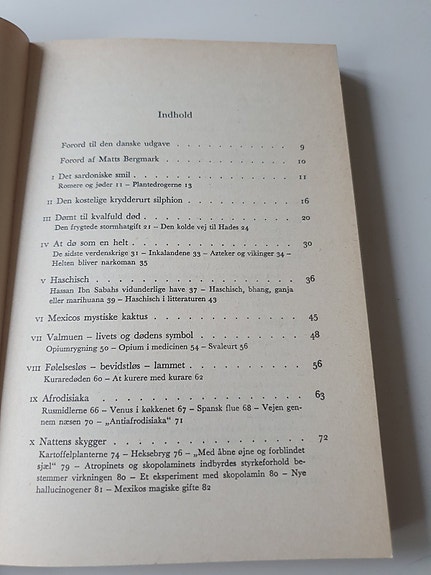 Indhold
Forord til den danske udgave . . . . . . . . . . 9
Forord af Matts Bergmark . . . . . . . . . . . 10
I Det sardoniske smil . . . . . . . . . . . . . 11
Romere og jøder 11 – Plantedrogerne 13
II Den kostelige krydderurt silphion . . . . . . . . 16
III Dømt til kvalfuld død . . . . . . . . . . . . 20
Den frygtede stormhatgift 21 – Den kolde vej til Hades 24
IV At dø som en helt . . . . . . . . . . . . . 30
De sidste verdenskrige 31 – Inkalandene 33 – Azteker og vikinger 34 –
Helten bliver narkoman 35
V Haschisch . . . . . . . . . . . . . . . . 36
Hassan Ibn Sabahs vidunderlige have 37 – Haschisch, bhang, ganja
eller marihuana 39 – Haschisch i litteraturen 43
VI Mexicos mystiske kaktus . . . . . . . . . . . 45
VII Valmuen – livets og dødens symbol . . . . . . . 48
Opiumrygning 50 – Opium i medicinen 54 – Svaleurt 56
VIII Følelsesløs – bevidstløs – lammet . . . . . . . . 56
Kuraredøden 60 – At kurere med kurare 62
IX Afrodisiaka . . . . . . . . . . . . . . . 63
Rusmidlerne 66 – Venus i køkkenet 67 – Spansk flue 68 – Vejen gen-
nem næsen 70 – „Antiafrodisiaka” 71
X Nattens skygger . . . . . . . . . . . . . . 72
Kartoffelplanterne 74 – Heksebryg 76 – „Med åbne øjne og forblindet
sjæl” 79 – Atropinets og skopolaminets indbyrdes styrkeforhold be-
stemmer virkningen 80 – Et eksperiment med skopolamin 80 – Nye
hallucinogener 81 – Mexikos magiske gifte 82